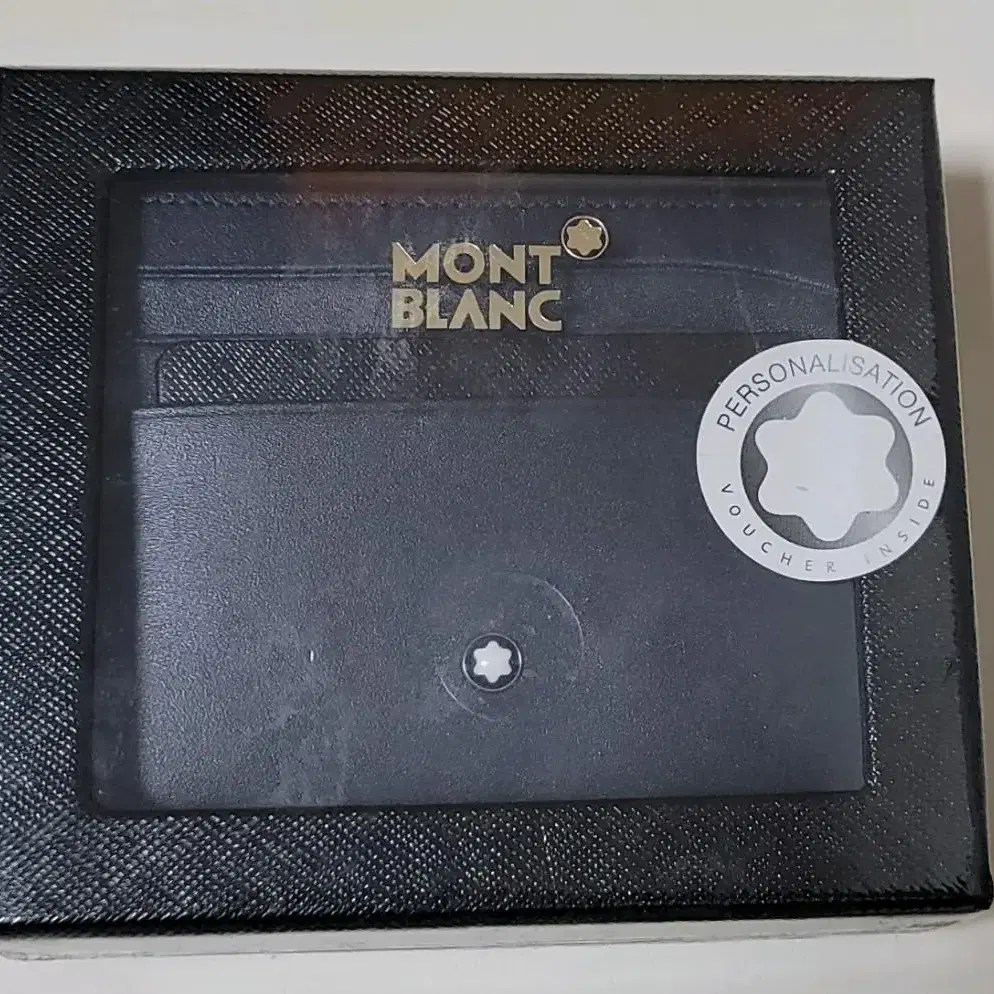 MONT
BLANC
PERSONALISATION
VOUCHER INSIDE